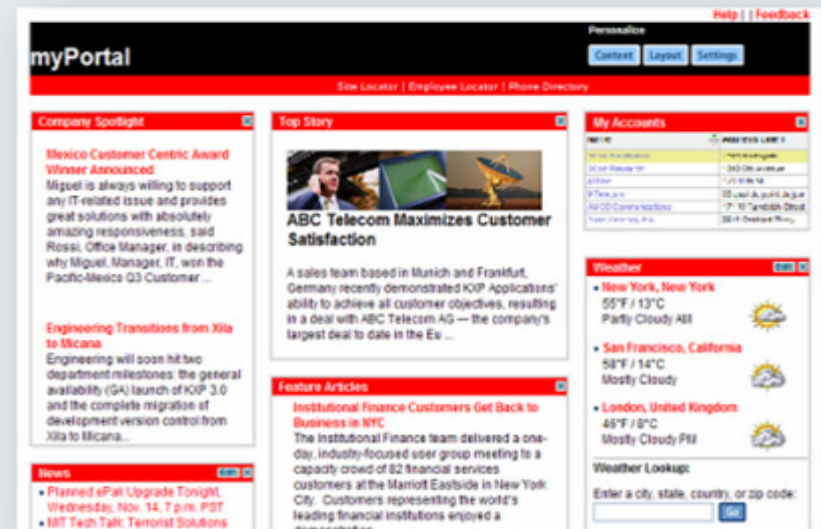 Help | | Feedback
Personalize
myPortal
Content Layout Settings
Site Locator | Employee Locator | Phone Directory
Company Spotlight
Mexico Customer Centric Award
Winner Announced
Miguel is always willing to support
any IT-related issue and provides
great solutions with absolutely
amazing responsiveness, said
Rossi, Office Manager, in describing
why Miguel, Manager, IT, won the
Pacific-Mexico Q3 Customer ...
Engineering Transitions from Xila
to Micana
Engineering will soon hit two
department milestones: the general
availability (GA) launch of KXP 3.0
and the complete migration of
development version control from
Xila to Micana...
News
Edit
Planned ePak Upgrade Tonight,
Wednesday, Nov. 14, 7 p.m. PST
MIT Tech Talk: Terrorist Solutions
Top Story
ABC Telecom Maximizes Customer
Satisfaction
A sales team based in Munich and Frankfurt,
Germany recently demonstrated KXP Applications'
ability to achieve all customer objectives, resulting
in a deal with ABC Telecom AG — the company's
largest deal to date in the Eu ...
Feature Articles
Institutional Finance Customers Get Back to
Business in NYC
The Institutional Finance team delivered a one-
day, industry-focused user group meeting to a
capacity crowd of 82 financial services
customers at the Marriott Eastside in New York
City. Customers representing the world's
leading financial institutions enjoyed a
My Accounts
Weather
Edit
New York, New York
55°F / 13°C
Partly Cloudy AM
San Francisco, California
58°F / 14°C
Mostly Cloudy
London, United Kingdom
46°F / 8°C
Mostly Cloudy PM
Weather Lookup:
Enter a city, state, country, or zip code:
Go